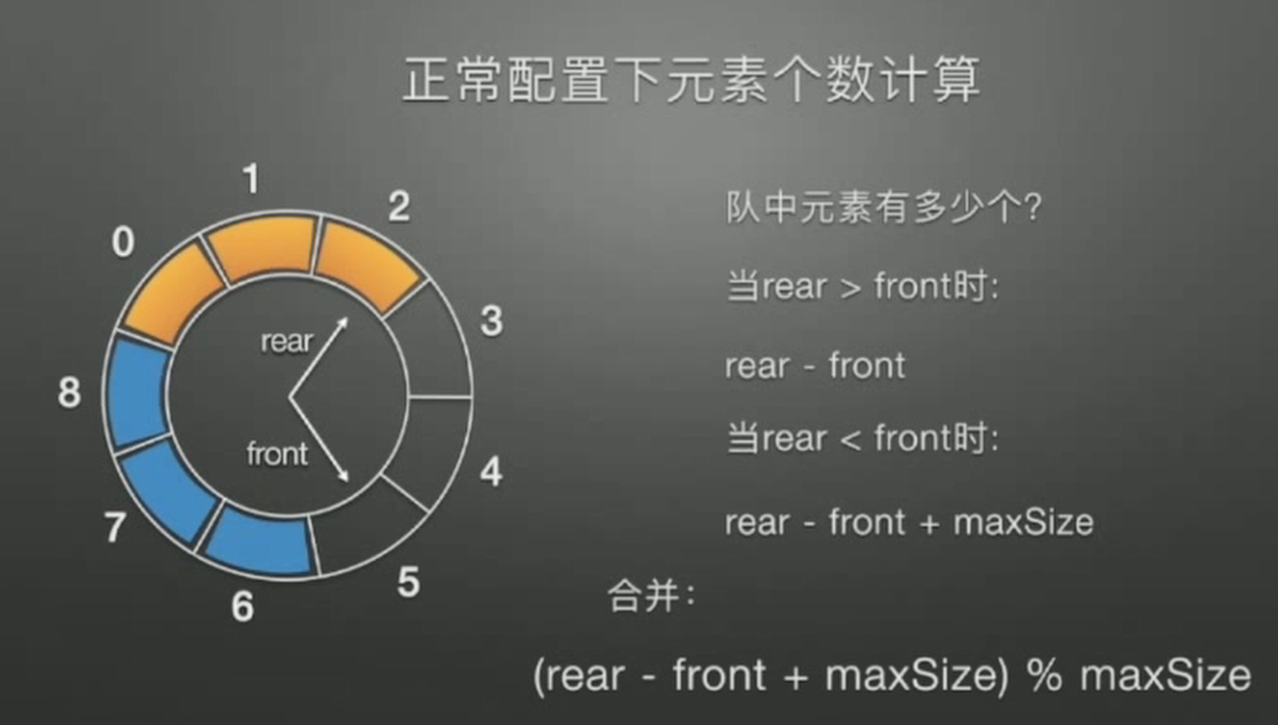 正常配置下元素个数计算
1
2
0
队中元素有多少个？
当rear > front时:
3
rear
rear - front
8
当rear < front时:
front
4
7
rear - front + maxSize
5
6
合并:
(rear - front + maxSize) % maxSize